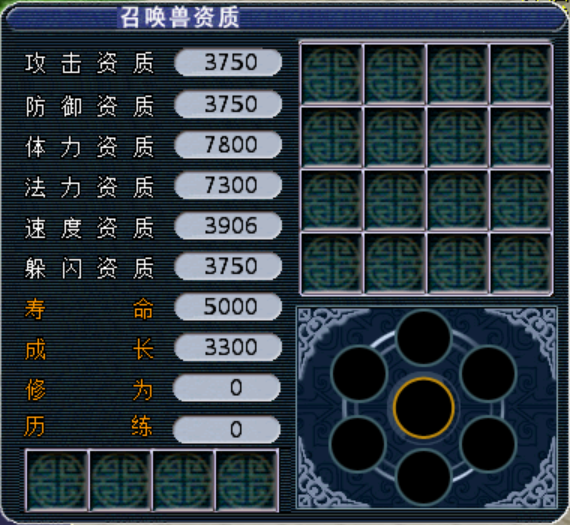 召唤兽资质
攻击资质 3750
防御资质 3750
体力资质 7800
法力资质 7300
速度资质 3906
躲闪资质 3750
寿命 5000
成长 3300
修为 0
历练 0